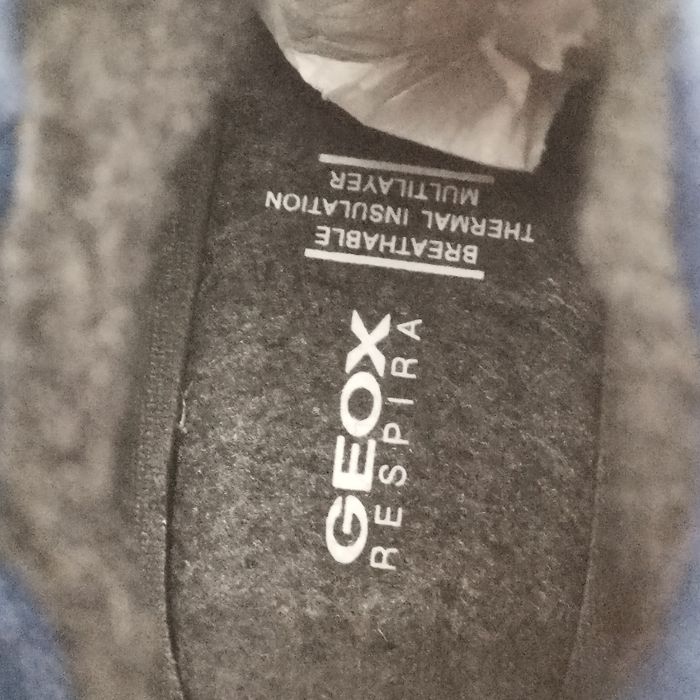 GEOX
RESPIRA
BREATHABLE
THERMAL INSULATION
MULTILAYER